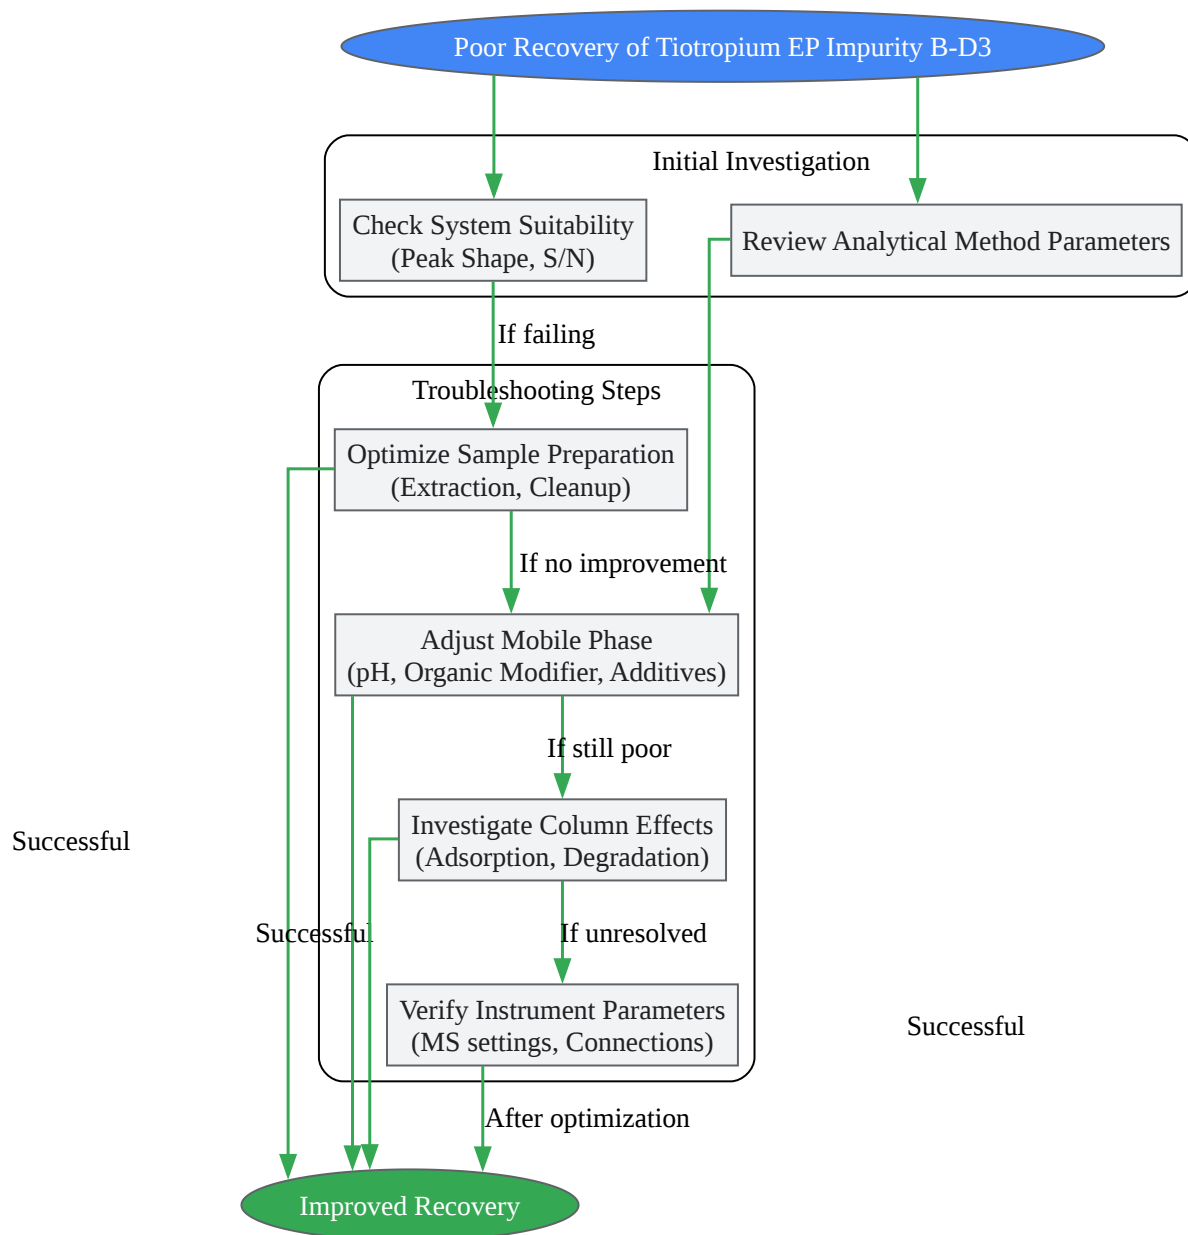 Poor Recovery of Tiotropium EP Impurity B-D3
Initial Investigation
Check System Suitability
(Peak Shape, S/N)
Review Analytical Method Parameters
If failing
Troubleshooting Steps
Optimize Sample Preparation
(Extraction, Cleanup)
If no improvement
Adjust Mobile Phase
(pH, Organic Modifier, Additives)
If still poor
Successful
Investigate Column Effects
(Adsorption, Degradation)
Successful
If unresolved
Verify Instrument Parameters
(MS settings, Connections)
Successful
After optimization
Improved Recovery